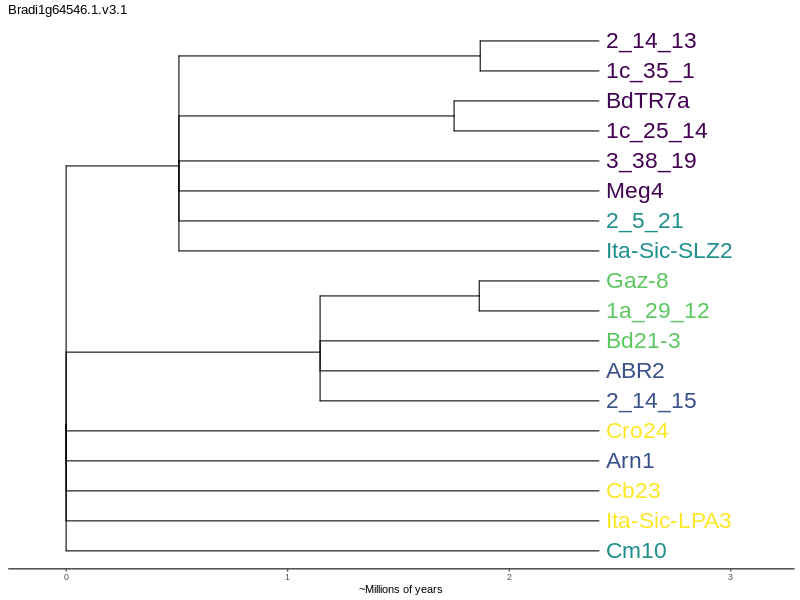 Bradi1g64546.1.v3.1
2_14_13
1c_35_1
BdTR7a
1c_25_14
3_38_19
Meg4
2_5_21
Ita-Sic-SLZ2
Gaz-8
1a_29_12
Bd21-3
ABR2
2_14_15
Cro24
Arn1
Cb23
Ita-Sic-LPA3
Cm10
0 1 2 3
~Millions of years